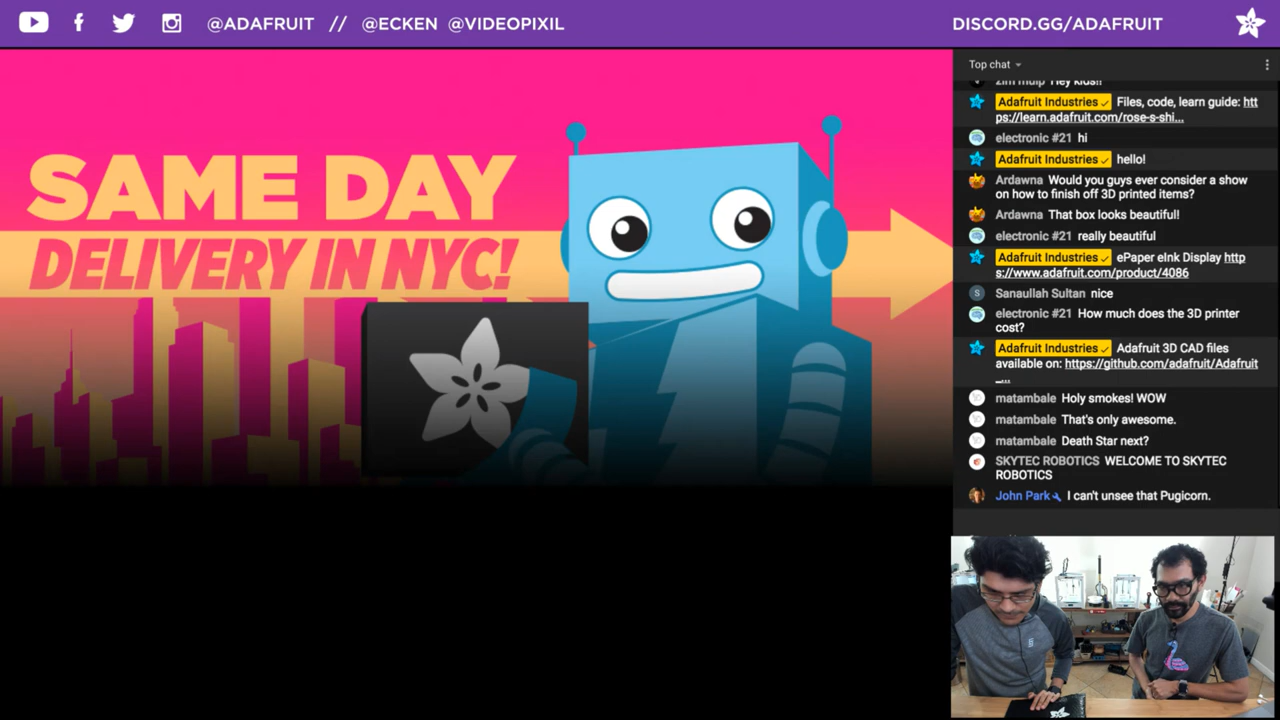 @ADAFRUIT // @ECKEN @VIDEOPIXIL
DISCORD.GG/ADAFRUIT
SAME DAY
DELIVERY IN NYC!
Top chat
Hey kids!!
Adafruit Industries Files, code, learn guide: htt
ps://learn.adafruit.com/rose-s-shi...
electronic #21 hi
Adafruit Industries hello!
Ardawna Would you guys ever consider a show
on how to finish off 3D printed items?
Ardawna That box looks beautiful!
electronic #21 really beautiful
Adafruit Industries ePaper eInk Display http
s://www.adafruit.com/product/4086
S Sanaullah Sultan nice
electronic #21 How much does the 3D printer
cost?
Adafruit Industries Adafruit 3D CAD files
available on: https://github.com/adafruit/Adafruit
_...
matambale Holy smokes! WOW
matambale That's only awesome.
matambale Death Star next?
SKYTEC ROBOTICS WELCOME TO SKYTEC
ROBOTICS
John Park I can't unsee that Pugicorn.